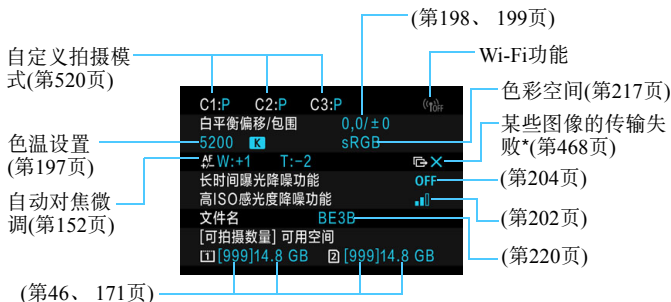 (第198、 199页)
自定义拍摄模
式(第520页)
Wi-Fi功能
C1:P C2:P C3:P OFF
色彩空间(第217页)
白平衡偏移/包围 0,0/±0
5200 K sRGB
某些图像的传输失
败*(第468页)
色温设置
(第197页)
AF W:+1 T:−2
长时间曝光降噪功能 OFF
(第204页)
高ISO感光度降噪功能
自动对焦微
调(第152页)
(第202页)
文件名 BE3B
(第220页)
[可拍摄数量] 可用空间
1 [999]14.8 GB 2 [999]14.8 GB
(第46、 171页)